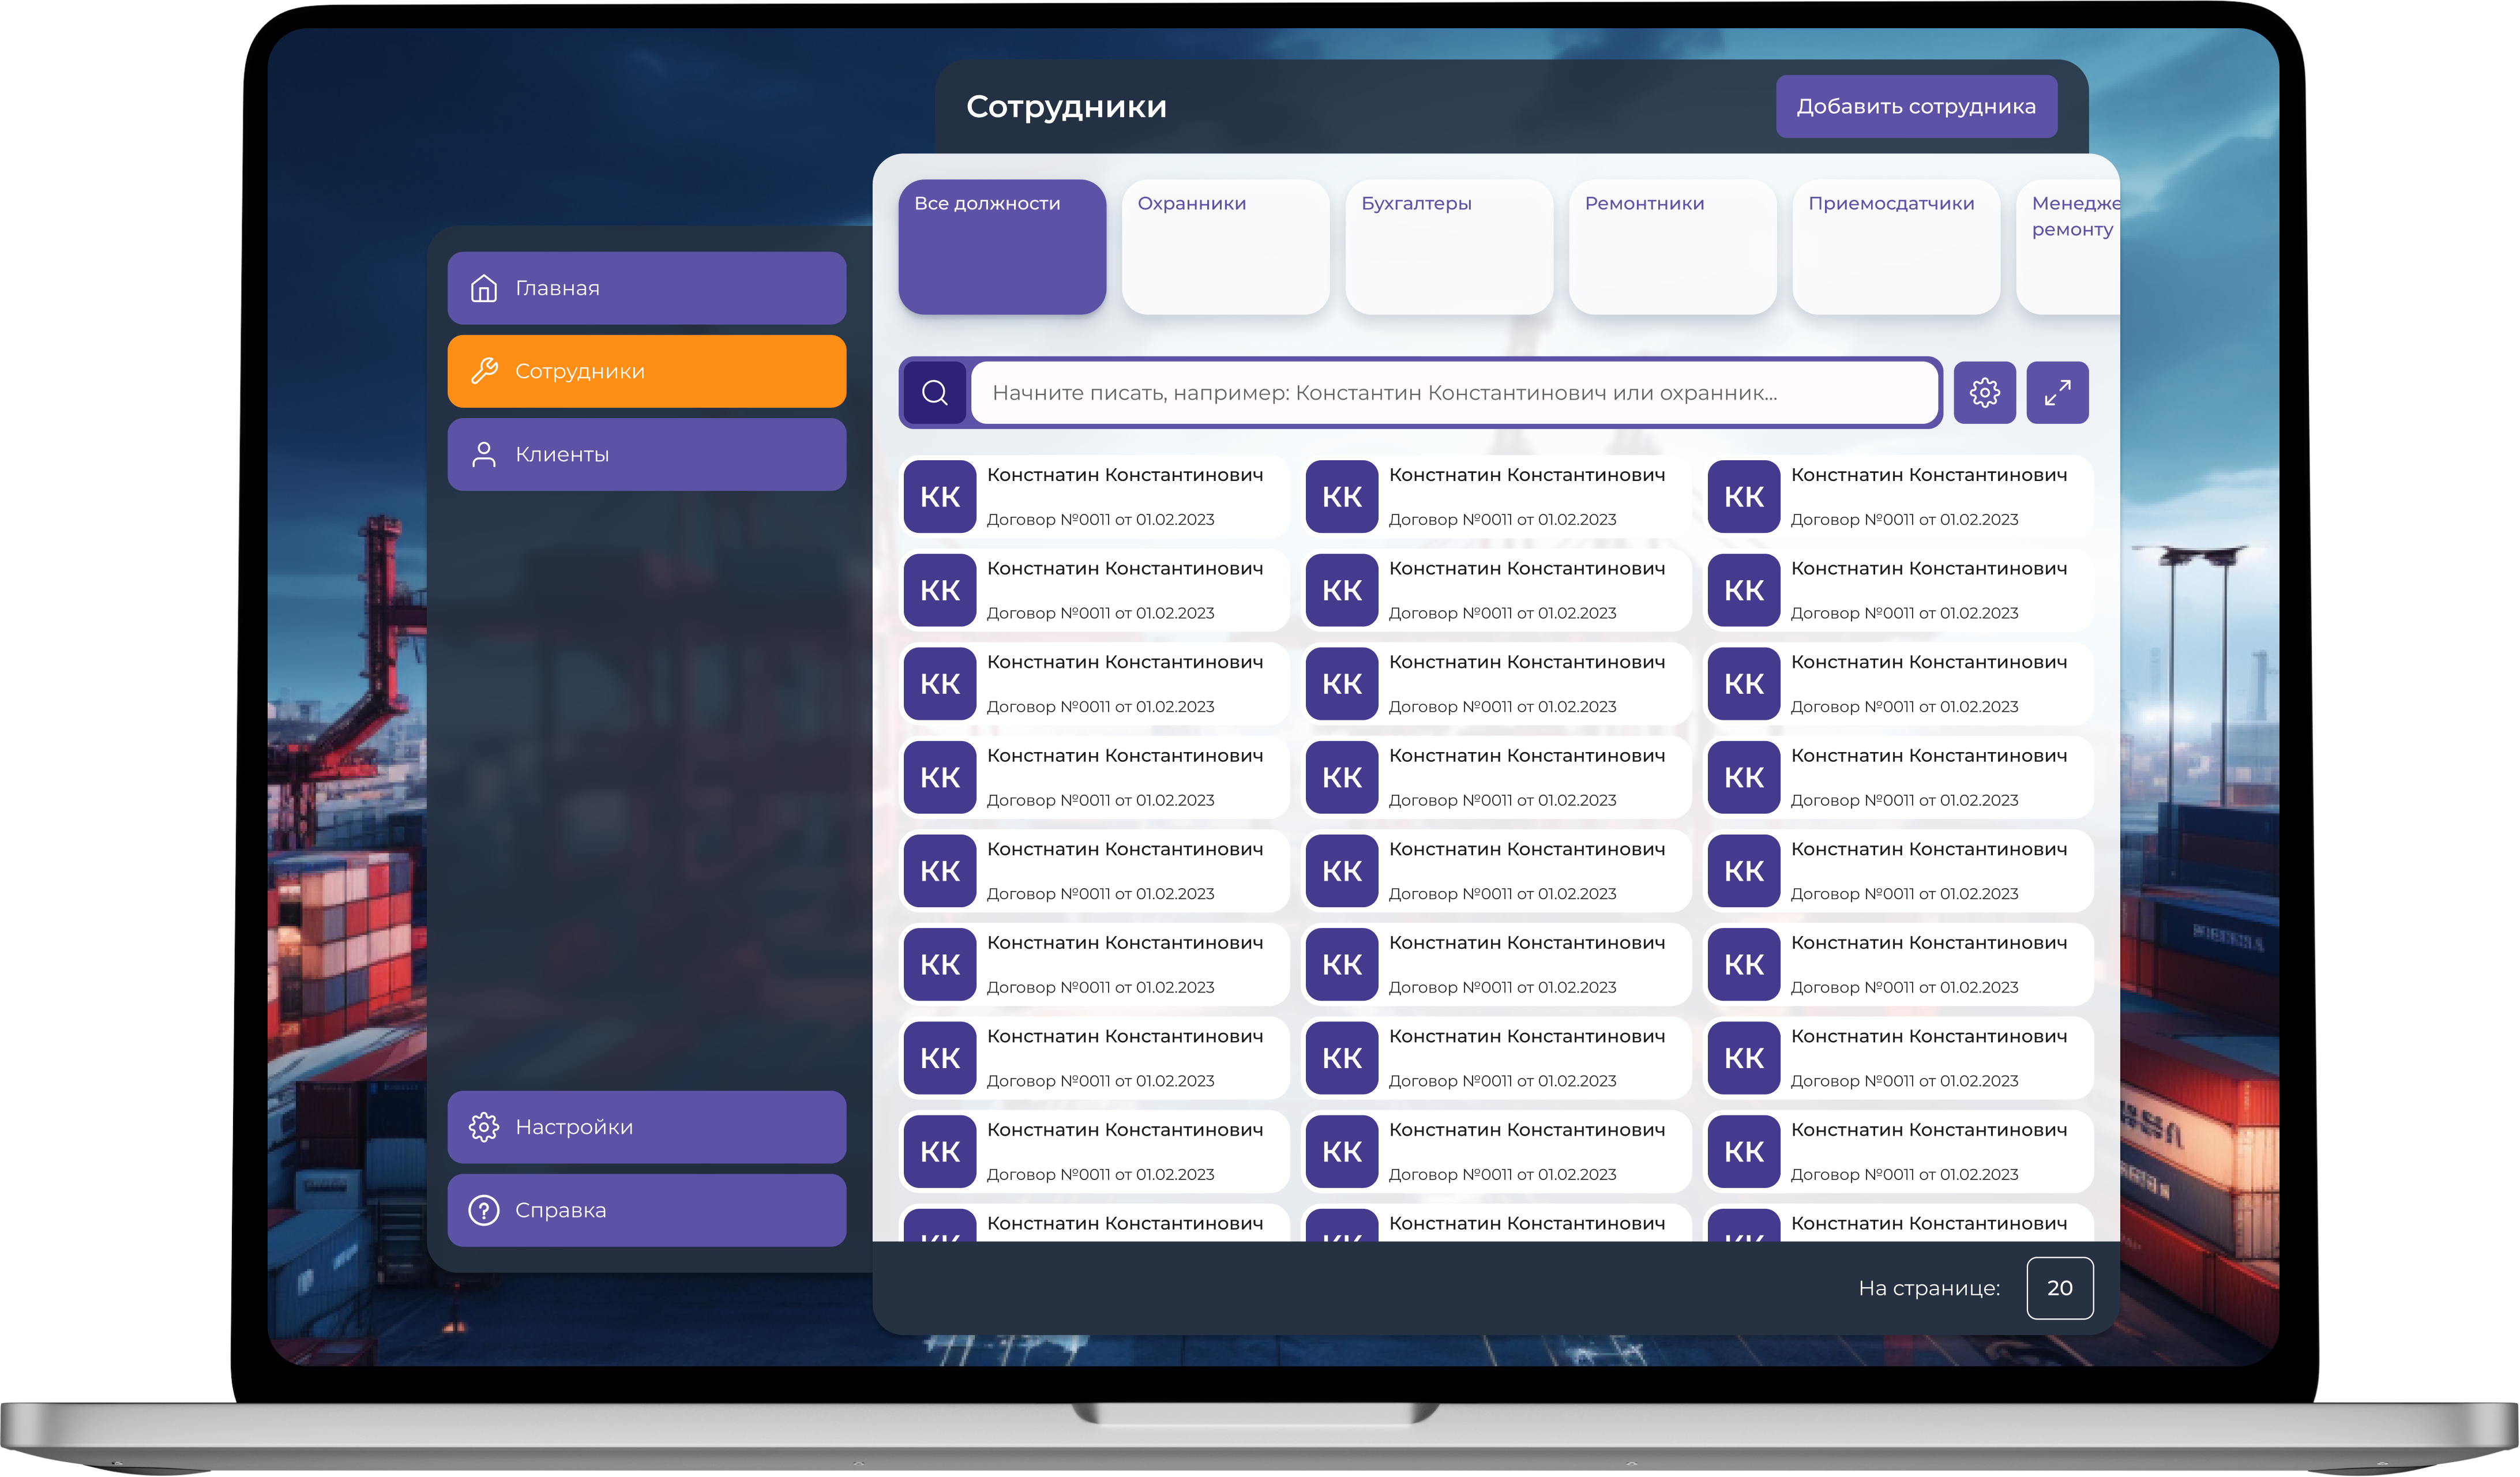 Сотрудники
Добавить сотрудника
Главная
Сотрудники
Клиенты
Настройки
Справка
Все должности
Охранники
Бухгалтеры
Ремонтники
Приемосдатчики
ремонту
Начните писать, например: Константин Константинович или охранник...
КК Констнатин Константинович КК Констнатин Константинович КК Констнатин Константинович
Договор №0011 от 01.02.2023 Договор №0011 от 01.02.2023 Договор №0011 от 01.02.2023
КК Констнатин Константинович КК Констнатин Константинович КК Констнатин Константинович
Договор №0011 от 01.02.2023 Договор №0011 от 01.02.2023 Договор №0011 от 01.02.2023
КК Констнатин Константинович КК Констнатин Константинович КК Констнатин Константинович
Договор №0011 от 01.02.2023 Договор №0011 от 01.02.2023 Договор №0011 от 01.02.2023
КК Констнатин Константинович КК Констнатин Константинович КК Констнатин Константинович
Договор №0011 от 01.02.2023 Договор №0011 от 01.02.2023 Договор №0011 от 01.02.2023
КК Констнатин Константинович КК Констнатин Константинович КК Констнатин Константинович
Договор №0011 от 01.02.2023 Договор №0011 от 01.02.2023 Договор №0011 от 01.02.2023
КК Констнатин Константинович КК Констнатин Константинович КК Констнатин Константинович
Договор №0011 от 01.02.2023 Договор №0011 от 01.02.2023 Договор №0011 от 01.02.2023
КК Констнатин Константинович КК Констнатин Константинович КК Констнатин Константинович
Договор №0011 от 01.02.2023 Договор №0011 от 01.02.2023 Договор №0011 от 01.02.2023
КК Констнатин Константинович КК Констнатин Константинович КК Констнатин Константинович
Договор №0011 от 01.02.2023 Договор №0011 от 01.02.2023 Договор №0011 от 01.02.2023
КК Констнатин Константинович КК Констнатин Константинович КК Констнатин Константинович
На странице: 20